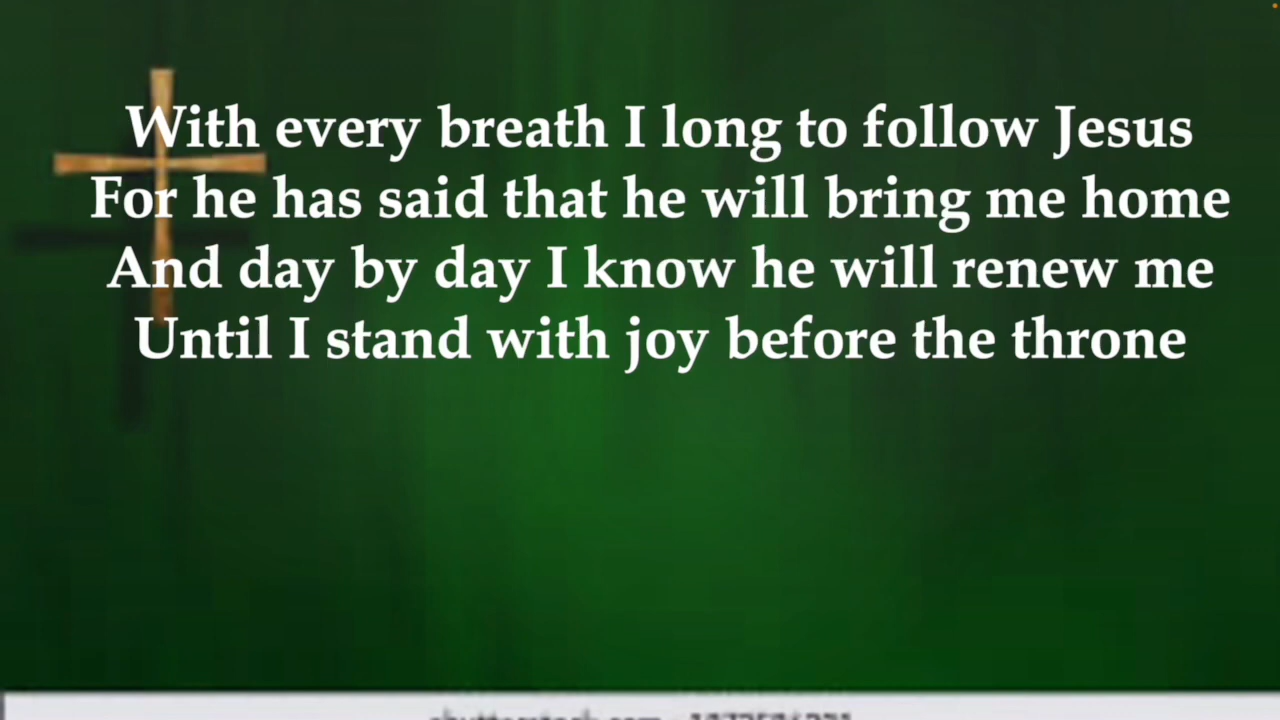 With every breath I long to follow Jesus
For he has said that he will bring me home
And day by day I know he will renew me
Until I stand with joy before the throne